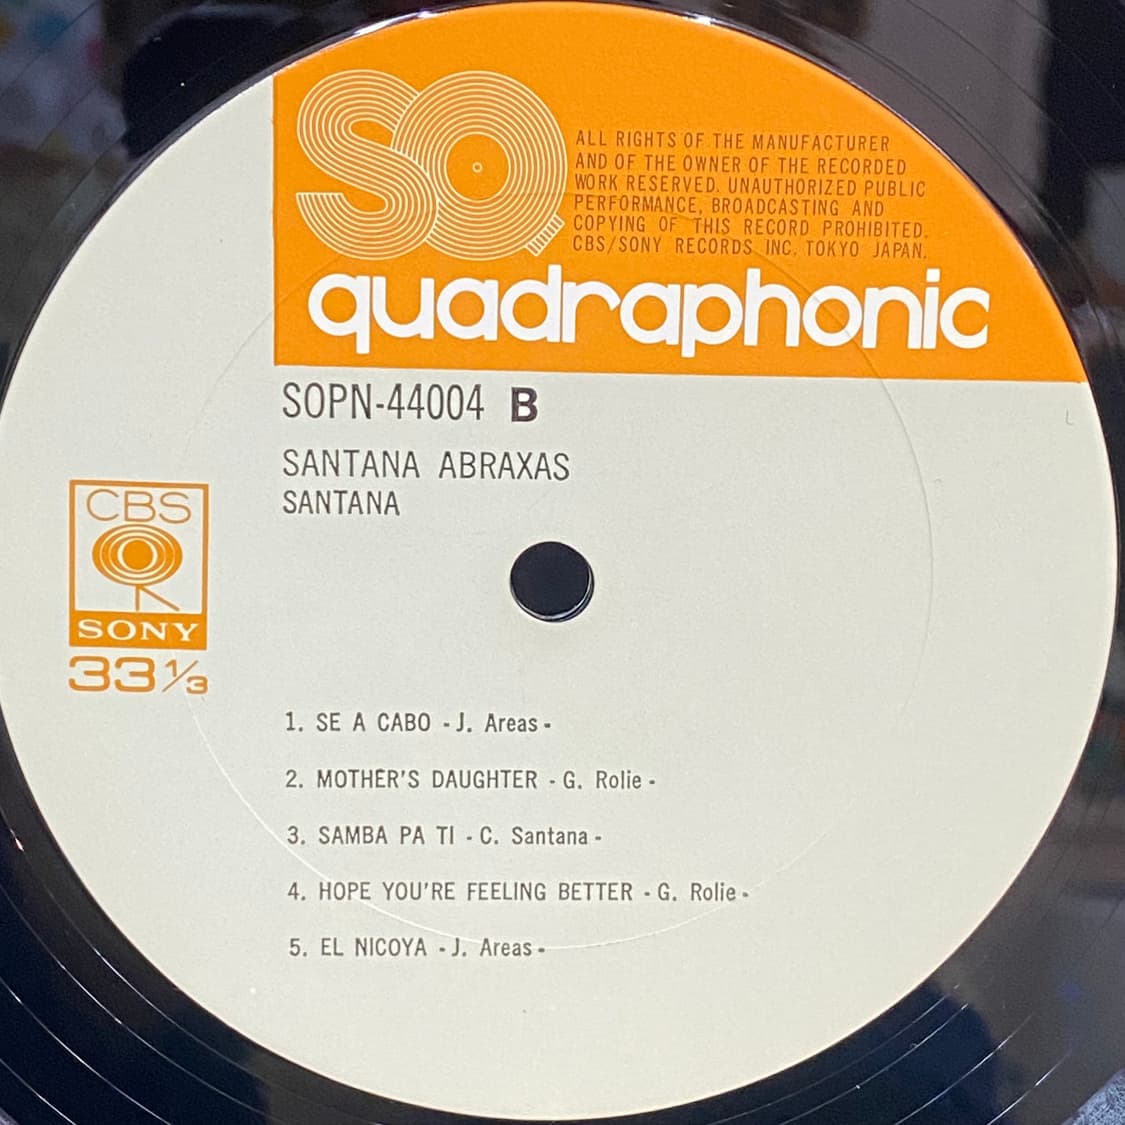 SQ
ALL RIGHTS OF THE MANUFACTURER
AND OF THE OWNER OF THE RECORDED
WORK RESERVED. UNAUTHORIZED PUBLIC
PERFORMANCE, BROADCASTING AND
COPYING OF THIS RECORD PROHIBITED.
CBS/SONY RECORDS INC. TOKYO JAPAN.
quadraphonic
SOPN-44004 B
SANTANA ABRAXAS
SANTANA
CBS
SONY
33 1/3
1. SE A CABO - J. Areas -
2. MOTHER'S DAUGHTER - G. Rolie -
3. SAMBA PA TI - C. Santana -
4. HOPE YOU'RE FEELING BETTER - G. Rolie -
5. EL NICOYA - J. Areas -